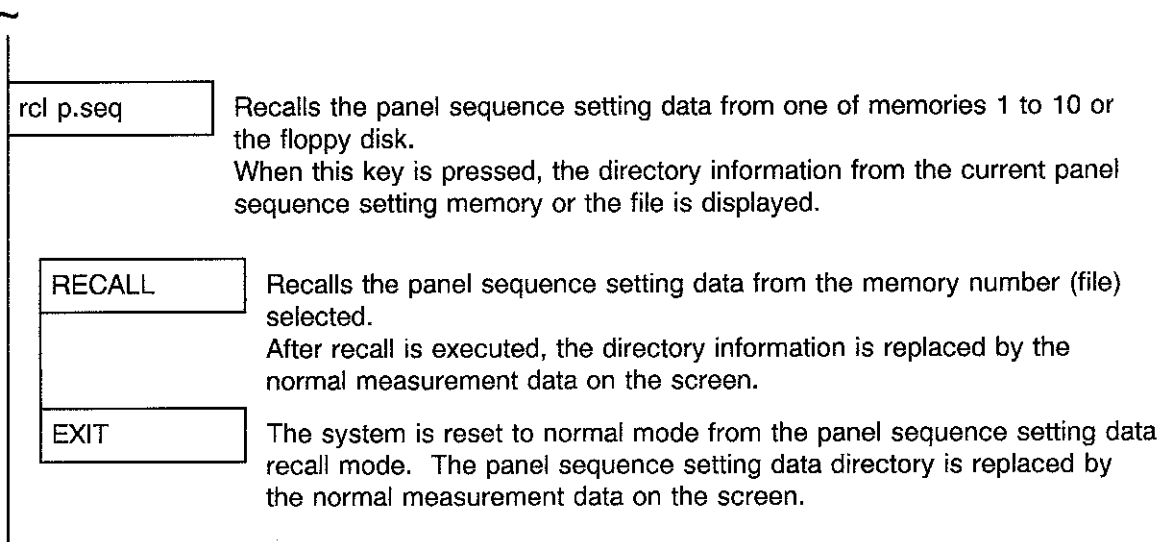 ~
rcl p.seq
Recalls the panel sequence setting data from one of memories 1 to 10 or
the floppy disk.
When this key is pressed, the directory information from the current panel
sequence setting memory or the file is displayed.
RECALL
Recalls the panel sequence setting data from the memory number (file)
selected.
After recall is executed, the directory information is replaced by the
normal measurement data on the screen.
EXIT
The system is reset to normal mode from the panel sequence setting data
recall mode. The panel sequence setting data directory is replaced by
the normal measurement data on the screen.